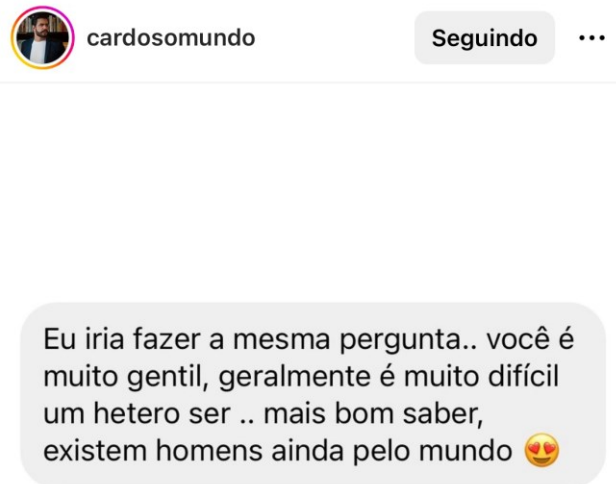 cardosomundo
Seguindo
Eu iria fazer a mesma pergunta.. você é
muito gentil, geralmente é muito difícil
um hetero ser .. mais bom saber,
existem homens ainda pelo mundo 😍